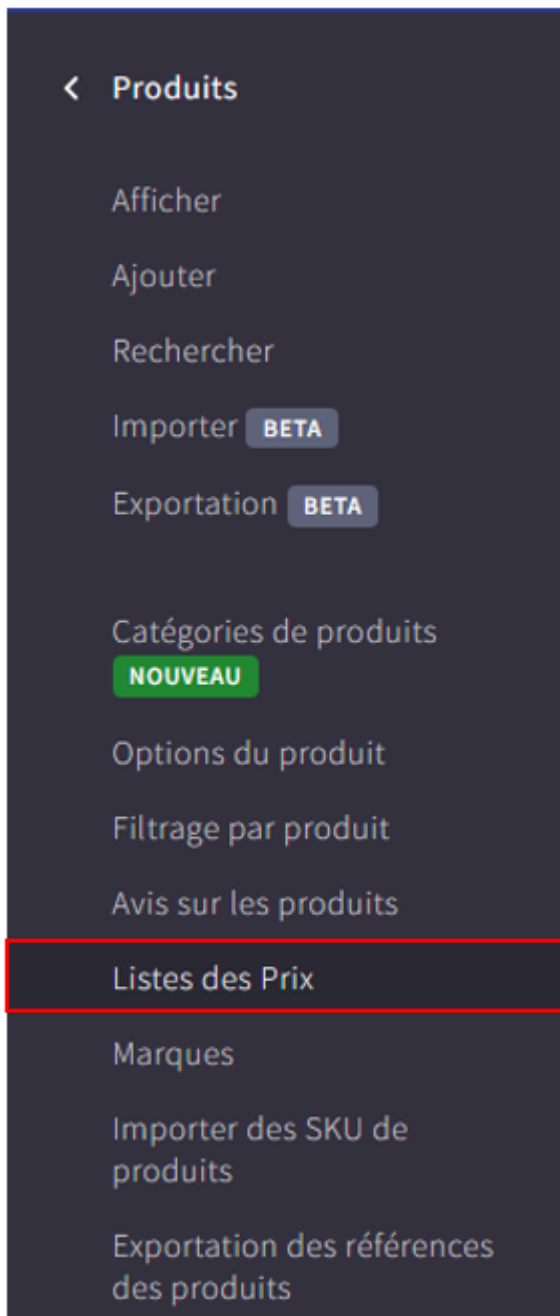 Produits
Afficher
Ajouter
Rechercher
Importer BETA
Exportation BETA
Catégories de produits
NOUVEAU
Options du produit
Filtrage par produit
Avis sur les produits
Listes des Prix
Marques
Importer des SKU de
produits
Exportation des références
des produits